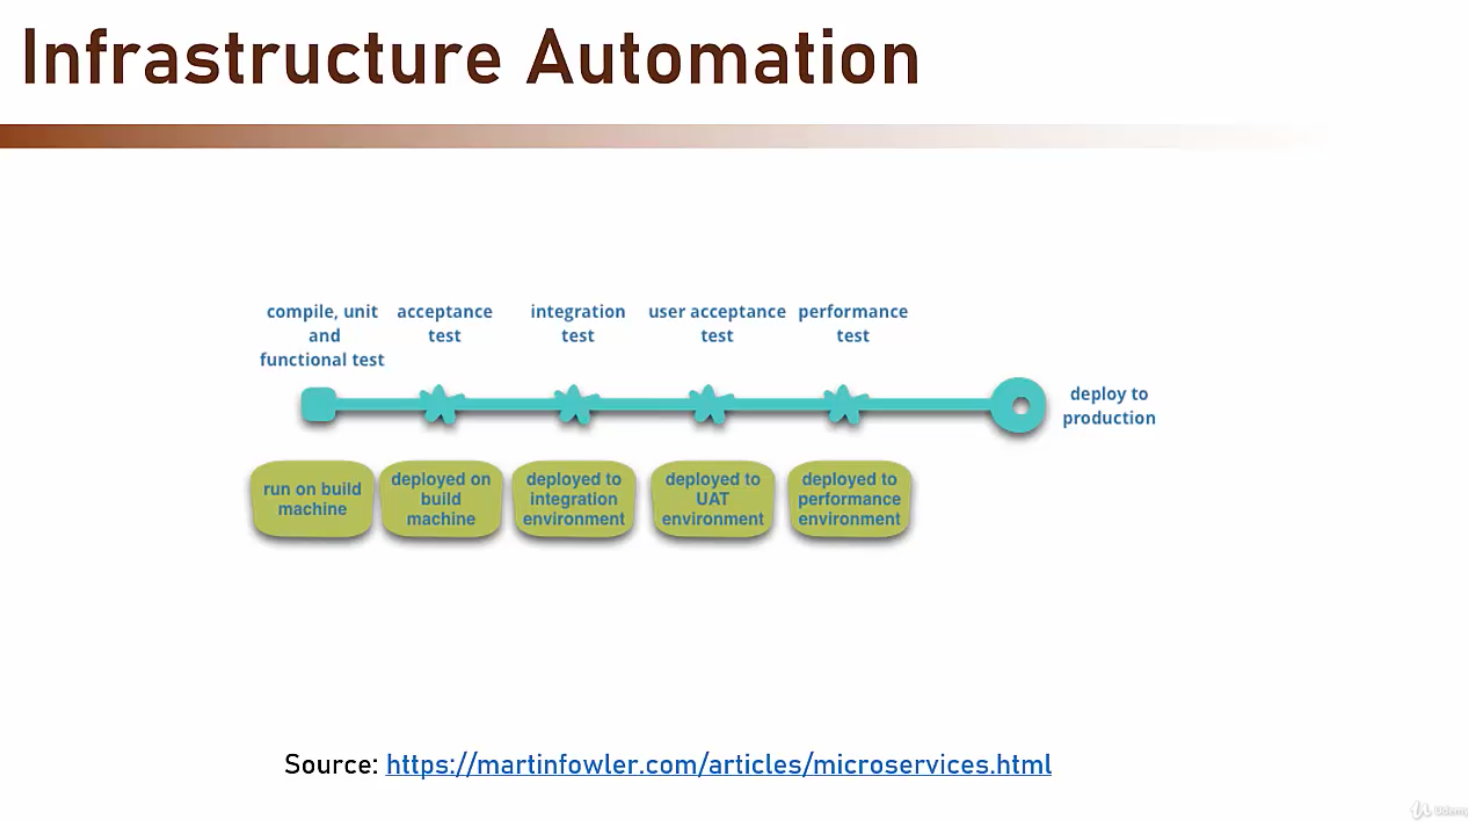 Infrastructure Automation
compile, unit
and
functional test
acceptance
test
integration
test
user acceptance
test
performance
test
deploy to
production
run on build
machine
deployed on
build
machine
deployed to
integration
environment
deployed to
UAT
environment
deployed to
performance
environment
Source: https://martinfowler.com/articles/microservices.html
Udemy